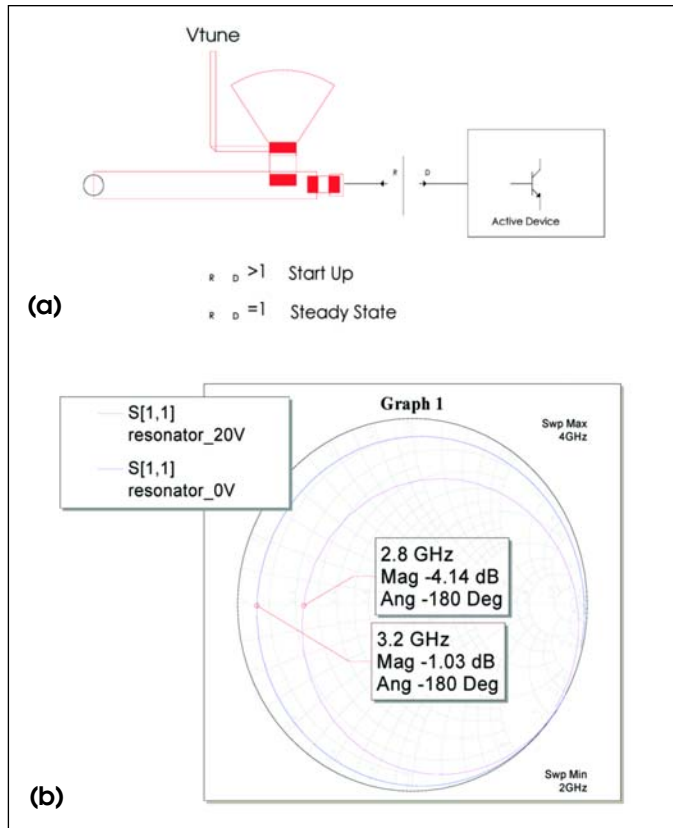 Vtune
R D
Active Device
R D >1 Start Up
R D =1 Steady State
(a)
Graph 1
Swp Max
4GHz
S[1,1]
resonator_20V
S[1,1]
resonator_0V
2.8 GHz
Mag -4.14 dB
Ang -180 Deg
3.2 GHz
Mag -1.03 dB
Ang -180 Deg
Swp Min
2GHz
(b)